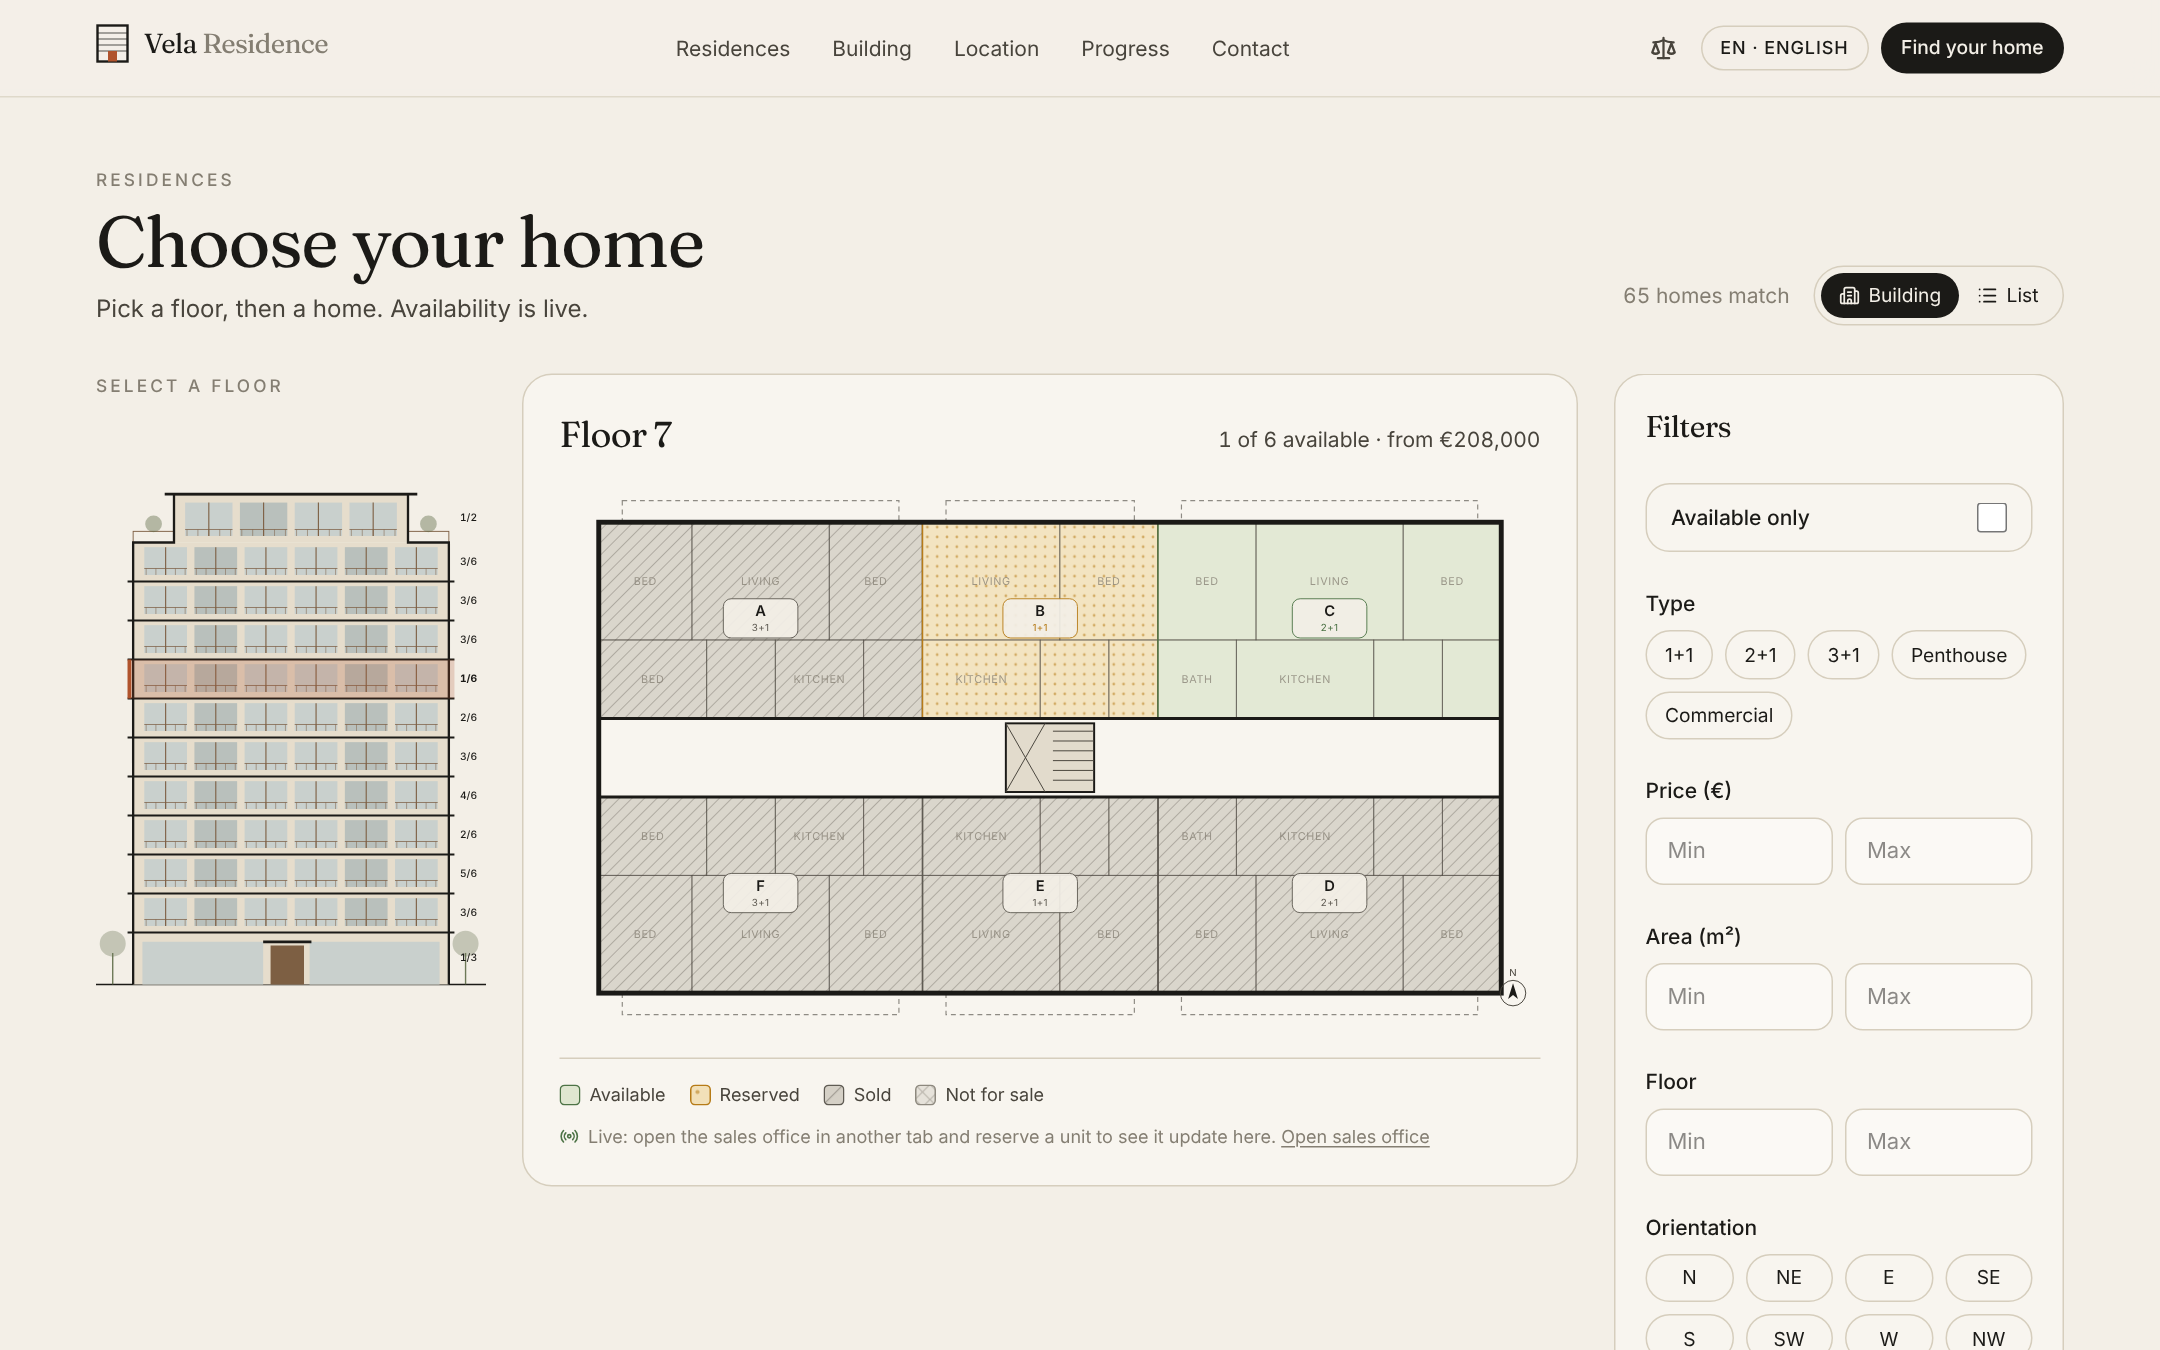 Vela Residence
Residences
Building
Location
Progress
Contact
EN · ENGLISH
Find your home
RESIDENCES
Choose your home
Pick a floor, then a home. Availability is live.
65 homes match
Building
List
SELECT A FLOOR
1/2
3/6
3/6
3/6
1/6
2/6
3/6
4/6
2/6
5/6
3/6
1/3
Floor 7
1 of 6 available · from €208,000
BED
LIVING
BED
LIVING
BED
BED
LIVING
BED
A
3+1
B
1+1
C
2+1
BED
KITCHEN
KITCHEN
BATH
KITCHEN
BED
KITCHEN
KITCHEN
BATH
KITCHEN
F
3+1
E
1+1
D
2+1
BED
LIVING
BED
LIVING
BED
BED
LIVING
BED
N
Available
Reserved
Sold
Not for sale
Live: open the sales office in another tab and reserve a unit to see it update here. Open sales office
Filters
Available only
Type
1+1
2+1
3+1
Penthouse
Commercial
Price (€)
Min
Max
Area (m²)
Min
Max
Floor
Min
Max
Orientation
N
NE
E
SE
S
SW
W
NW